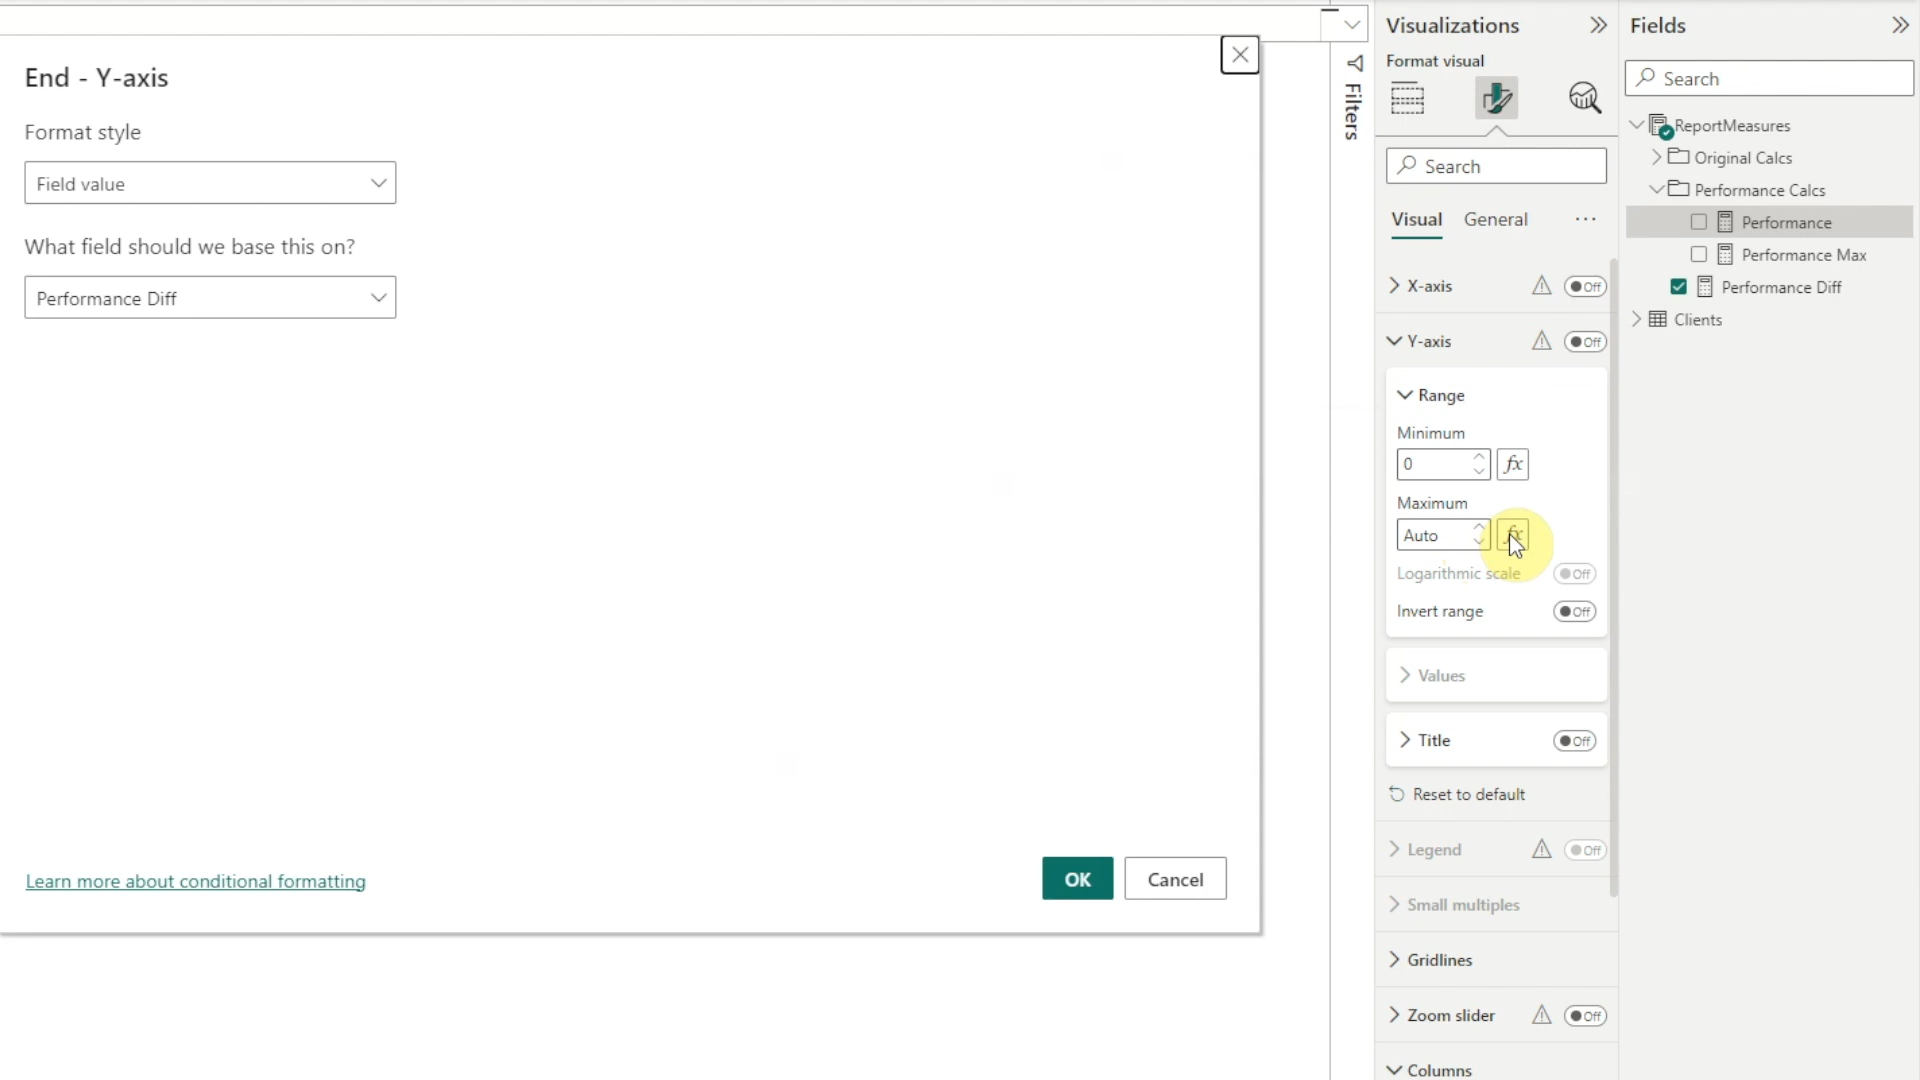 End - Y-axis
Format style
Field value
What field should we base this on?
Performance Diff
Learn more about conditional formatting
OK
Cancel
Filters
Visualizations
Format visual
Search
Visual
General
X-axis
Off
Y-axis
Off
Range
Minimum
0
fx
Maximum
Auto
fx
Logarithmic scale
Off
Invert range
Off
Values
Title
Off
Reset to default
Legend
Off
Small multiples
Gridlines
Zoom slider
Off
Columns
Fields
Search
ReportMeasures
Original Calcs
Performance Calcs
Performance
Performance Max
Performance Diff
Clients